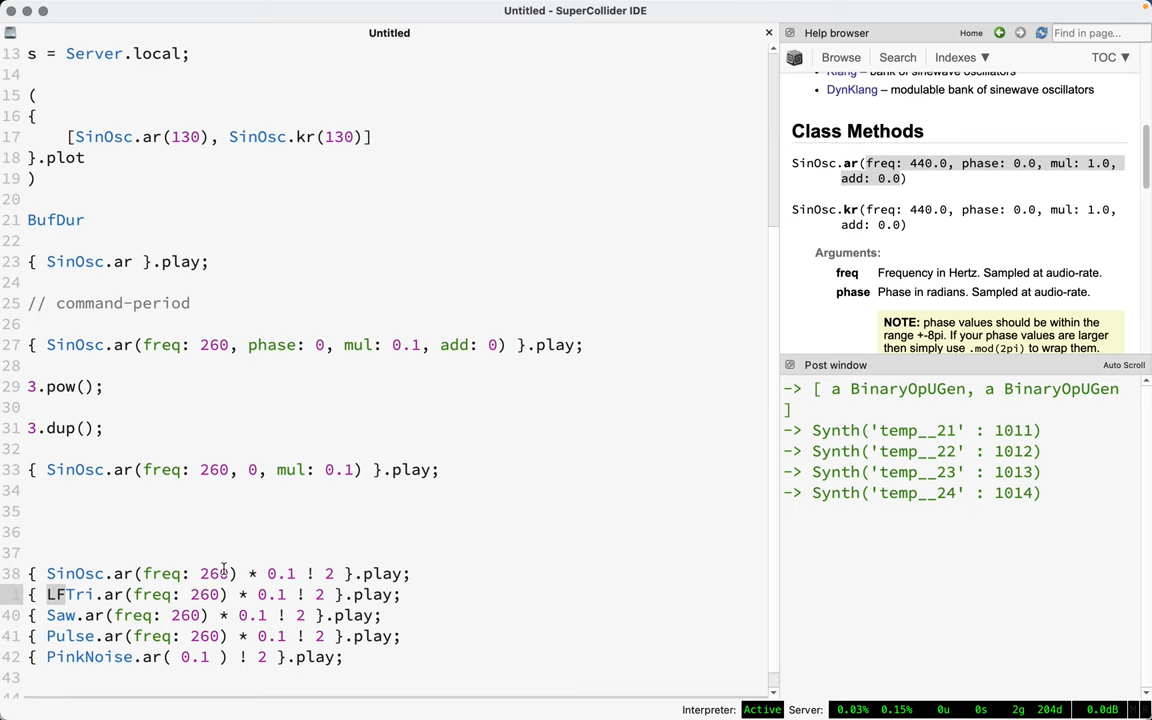 Untitled - SuperCollider IDE
Untitled
13 s = Server.local;
14
15 (
16 {
17 [SinOsc.ar(130), SinOsc.kr(130)]
18 }.plot
19 )
20
21 BufDur
22
23 { SinOsc.ar }.play;
24
25 // command-period
26
27 { SinOsc.ar(freq: 260, phase: 0, mul: 0.1, add: 0) }.play;
28
29 3.pow();
30
31 3.dup();
32
33 { SinOsc.ar(freq: 260, 0, mul: 0.1) }.play;
34
35
36
37
38 { SinOsc.ar(freq: 260) * 0.1 ! 2 }.play;
1 { LFTri.ar(freq: 260) * 0.1 ! 2 }.play;
40 { Saw.ar(freq: 260) * 0.1 ! 2 }.play;
41 { Pulse.ar(freq: 260) * 0.1 ! 2 }.play;
42 { PinkNoise.ar( 0.1 ) ! 2 }.play;
43
44
Help browser Home Find in page...
Browse Search Indexes ▼ TOC ▼
Klang – bank of sinewave oscillators
DynKlang – modulable bank of sinewave oscillators
Class Methods
SinOsc.ar(freq: 440.0, phase: 0.0, mul: 1.0,
add: 0.0)
SinOsc.kr(freq: 440.0, phase: 0.0, mul: 1.0,
add: 0.0)
Arguments:
freq Frequency in Hertz. Sampled at audio-rate.
phase Phase in radians. Sampled at audio-rate.
NOTE: phase values should be within the
range +-8pi. If your phase values are larger
then simply use .mod(2pi) to wrap them.
Post window Auto Scroll
-> [ a BinaryOpUGen, a BinaryOpUGen
]
-> Synth('temp__21' : 1011)
-> Synth('temp__22' : 1012)
-> Synth('temp__23' : 1013)
-> Synth('temp__24' : 1014)
Interpreter: Active Server: 0.03% 0.15% 0u 0s 2g 204d 0.0dB M R